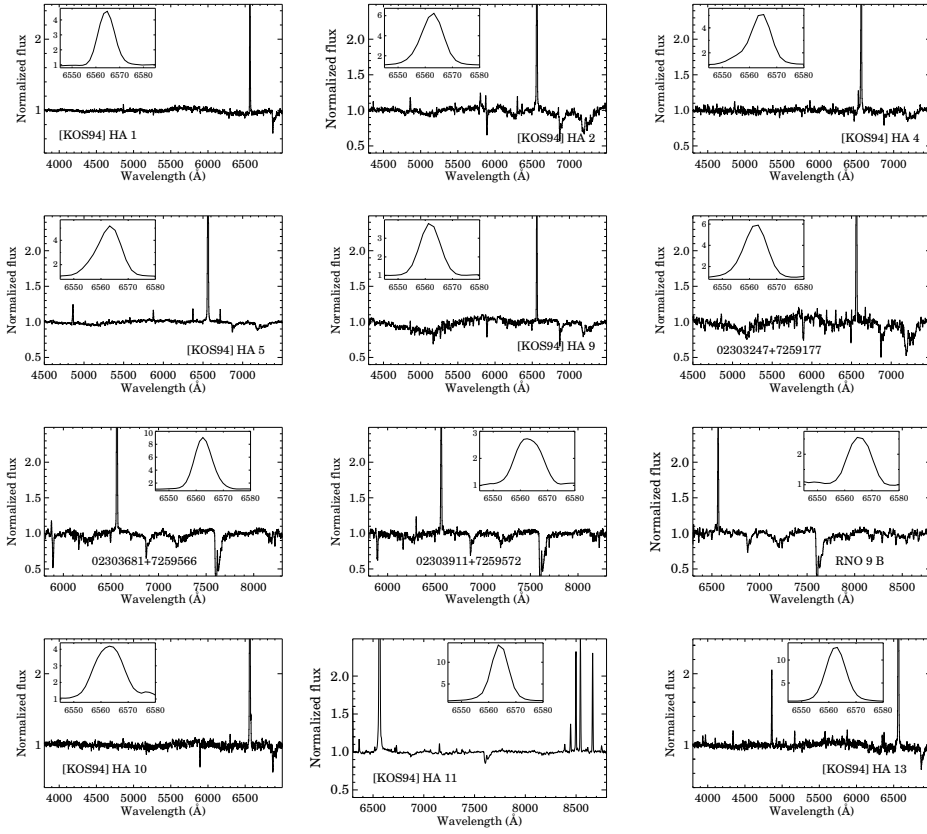 Normalized flux
2
1
4
3
2
1
6550 6560 6570 6580
[KOS94] HA 1
4000 4500 5000 5500 6000 6500
Wavelength (Å)
Normalized flux
2.0
1.5
1.0
0.5
6
4
2
6550 6560 6570 6580
[KOS94] HA 2
4500 5000 5500 6000 6500 7000
Wavelength (Å)
Normalized flux
2.0
1.5
1.0
0.5
4
2
6550 6560 6570 6580
[KOS94] HA 4
4500 5000 5500 6000 6500 7000
Wavelength (Å)
Normalized flux
2.0
1.5
1.0
0.5
4
2
6550 6560 6570 6580
[KOS94] HA 5
4500 5000 5500 6000 6500 7000
Wavelength (Å)
Normalized flux
2.0
1.5
1.0
0.5
3
2
1
6550 6560 6570 6580
[KOS94] HA 9
4500 5000 5500 6000 6500 7000
Wavelength (Å)
Normalized flux
2.0
1.5
1.0
0.5
6
4
2
6550 6560 6570 6580
02303247+7259177
4500 5000 5500 6000 6500 7000
Wavelength (Å)
Normalized flux
2.0
1.5
1.0
0.5
10
8
6
4
2
6550 6560 6570 6580
02303681+7259566
6000 6500 7000 7500 8000
Wavelength (Å)
Normalized flux
2.0
1.5
1.0
0.5
3
2
1
6550 6560 6570 6580
02303911+7259572
6000 6500 7000 7500 8000
Wavelength (Å)
Normalized flux
2.0
1.5
1.0
0.5
2
1
6550 6560 6570 6580
RNO 9 B
6500 7000 7500 8000 8500
Wavelength (Å)
Normalized flux
2
1
4
3
2
1
6550 6560 6570 6580
[KOS94] HA 10
4000 4500 5000 5500 6000 6500
Wavelength (Å)
Normalized flux
2.0
1.5
1.0
0.5
10
5
6550 6560 6570 6580
[KOS94] HA 11
6500 7000 7500 8000 8500
Wavelength (Å)
Normalized flux
2
1
10
5
6550 6560 6570 6580
[KOS94] HA 13
4000 4500 5000 5500 6000 6500
Wavelength (Å)